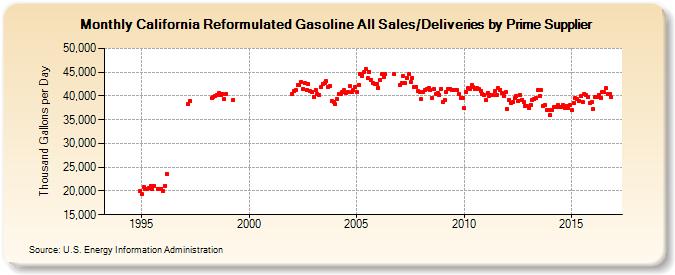 Monthly California Reformulated Gasoline All Sales/Deliveries by Prime Supplier
Thousand Gallons per Day
50,000
45,000
40,000
35,000
30,000
25,000
20,000
15,000
1995 2000 2005 2010 2015
Source: U.S. Energy Information Administration